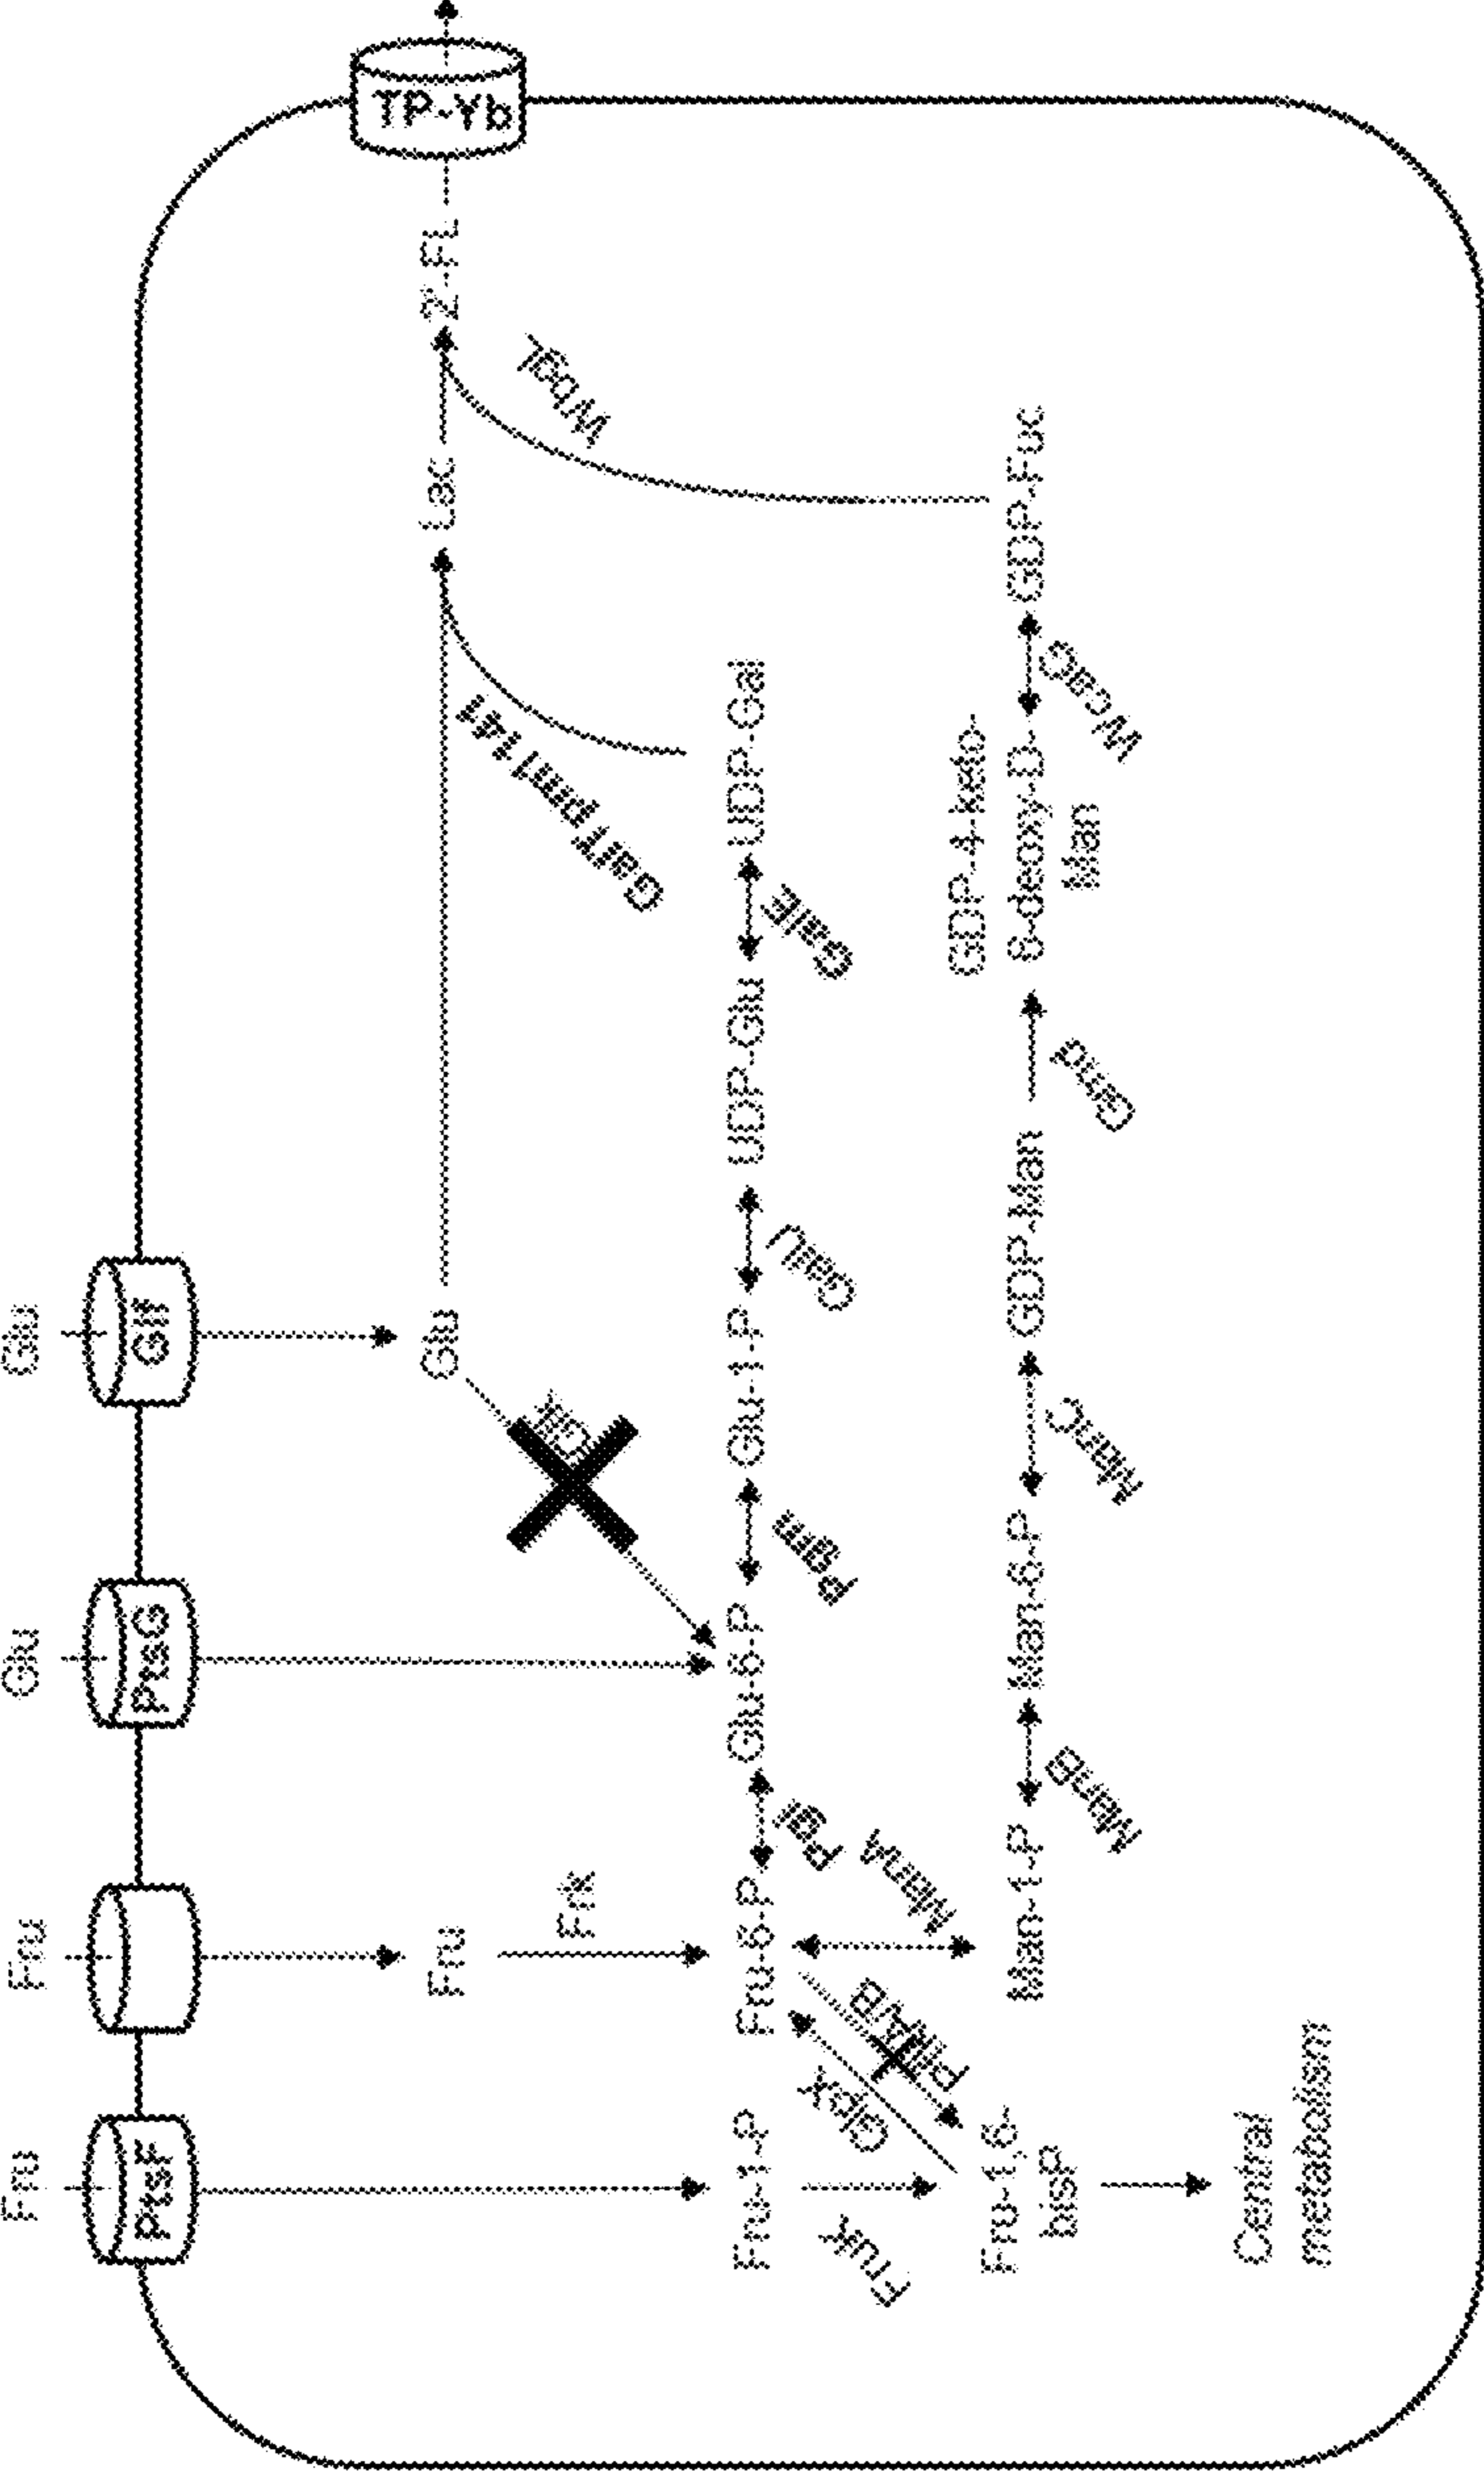 Fru
Fru
Glu
Glu
PtsF
PtsG
Glf
TP-Yb
Fru
Glu
Lac
2'-FL
Frk
Glk
GalTpm1141
WbgL
Fru-1-P
Fru-6-P
Glu-6-P
Glu-1-P
UDP-Glu
UDP-Gal
Pgi
Pgm
GalU
GalE
FruK
GlpX
PfkA/B
ManA
Fru-1,6-
bisP
Man-1-P
Man-6-P
GDP-Man
GDP-4-keto-
6-deoxy-D-
Man
GDP-Fuc
ManB
ManC
Gmd
WcaG
Central
metabolism